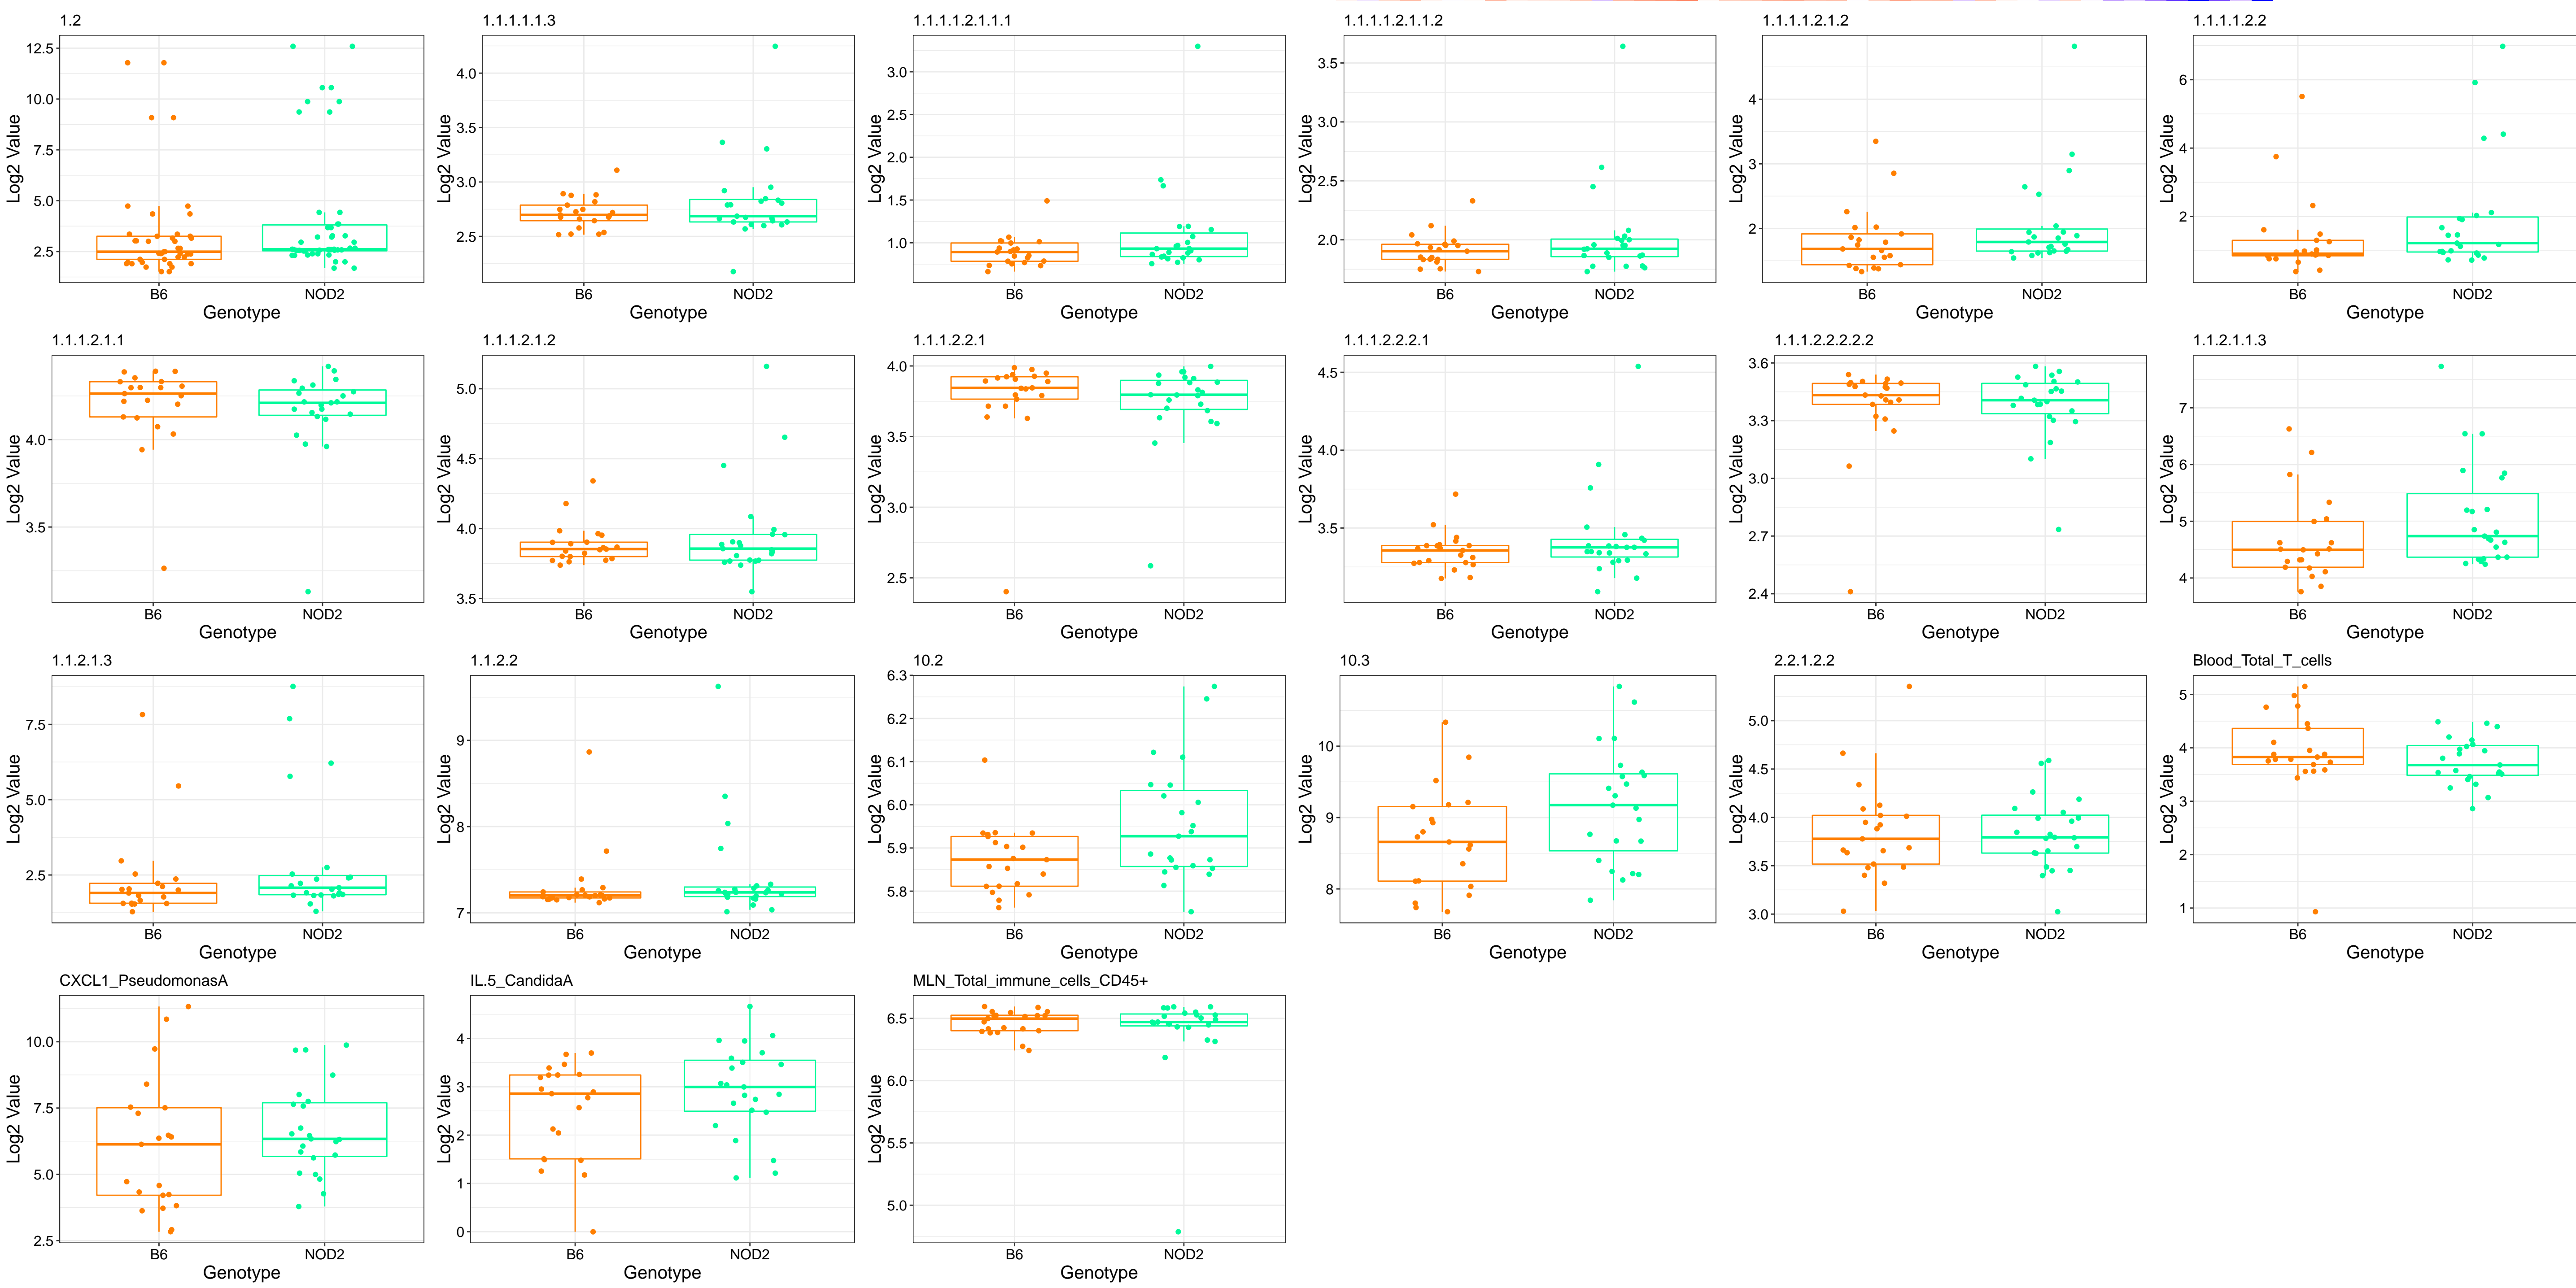 1.2
Log2 Value
12.5
10.0
7.5
5.0
2.5
B6 NOD2
Genotype
1.1.1.1.1.3
Log2 Value
4.0
3.5
3.0
2.5
B6 NOD2
Genotype
1.1.1.1.2.1.1.1
Log2 Value
3.0
2.5
2.0
1.5
1.0
B6 NOD2
Genotype
1.1.1.1.2.1.1.2
Log2 Value
3.5
3.0
2.5
2.0
B6 NOD2
Genotype
1.1.1.1.2.1.2
Log2 Value
4
3
2
B6 NOD2
Genotype
1.1.1.1.2.2
Log2 Value
6
4
2
B6 NOD2
Genotype
1.1.1.2.1.1
Log2 Value
4.0
3.5
B6 NOD2
Genotype
1.1.1.2.1.2
Log2 Value
5.0
4.5
4.0
3.5
B6 NOD2
Genotype
1.1.1.2.2.1
Log2 Value
4.0
3.5
3.0
2.5
B6 NOD2
Genotype
1.1.1.2.2.2.1
Log2 Value
4.5
4.0
3.5
B6 NOD2
Genotype
1.1.1.2.2.2.2.2
Log2 Value
3.6
3.3
3.0
2.7
2.4
B6 NOD2
Genotype
1.1.2.1.1.3
Log2 Value
7
6
5
4
B6 NOD2
Genotype
1.1.2.1.3
Log2 Value
7.5
5.0
2.5
B6 NOD2
Genotype
1.1.2.2
Log2 Value
9
8
7
B6 NOD2
Genotype
10.2
Log2 Value
6.3
6.2
6.1
6.0
5.9
5.8
B6 NOD2
Genotype
10.3
Log2 Value
10
9
8
B6 NOD2
Genotype
2.2.1.2.2
Log2 Value
5.0
4.5
4.0
3.5
3.0
B6 NOD2
Genotype
Blood_Total_T_cells
Log2 Value
5
4
3
2
1
B6 NOD2
Genotype
CXCL1_PseudomonasA
Log2 Value
10.0
7.5
5.0
2.5
B6 NOD2
Genotype
IL.5_CandidaA
Log2 Value
4
3
2
1
0
B6 NOD2
Genotype
MLN_Total_immune_cells_CD45+
Log2 Value
6.5
6.0
5.5
5.0
B6 NOD2
Genotype